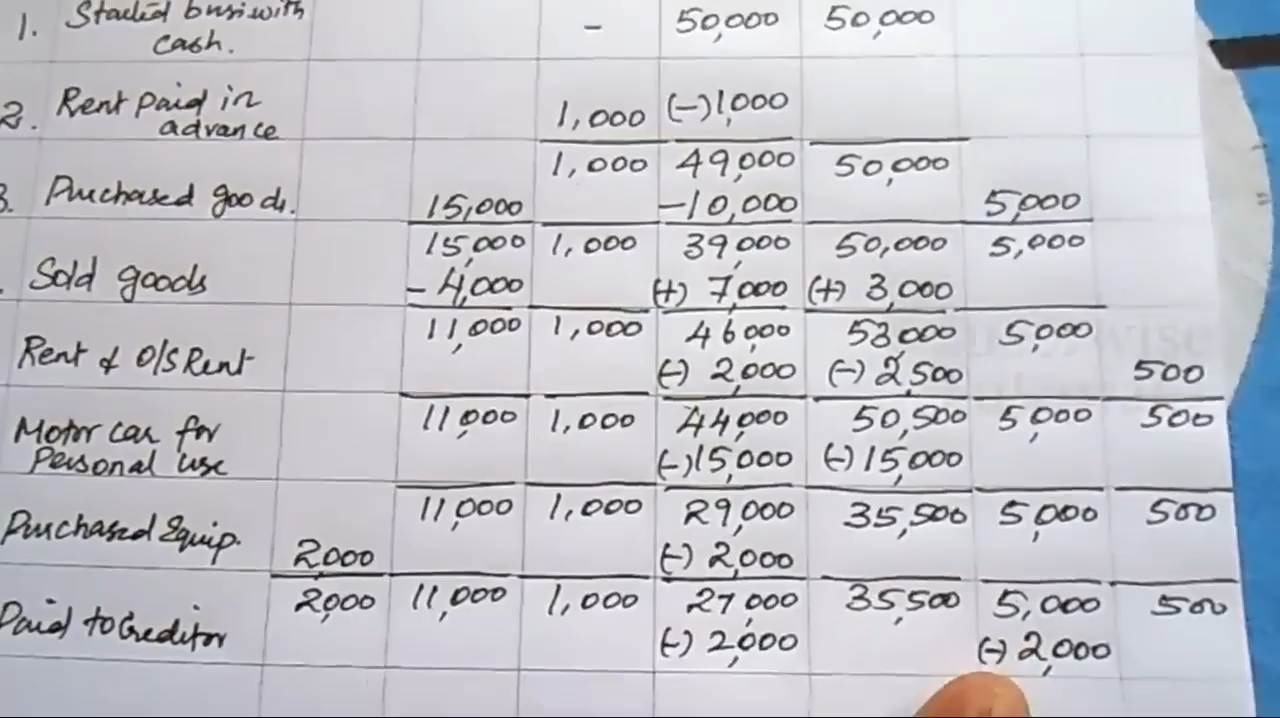 1. Started busi with - 50,000 50,000
cash.
2. Rent paid in 1,000 (-) 1,000
advance
1,000 49,000 50,000
3. Purchased goods. 15,000 -10,000 5,000
15,000 1,000 39,000 50,000 5,000
Sold goods -4,000 (+) 7,000 (+) 3,000
11,000 1,000 46,000 53,000 5,000
Rent & O/S Rent (-) 2,000 (-) 2,500 500
11,000 1,000 44,000 50,500 5,000 500
Motor car for
Personal use (-) 15,000 (-) 15,000
11,000 1,000 29,000 35,500 5,000 500
Purchased Equip. 2,000 (-) 2,000
2,000 11,000 1,000 27,000 35,500 5,000 500
Paid to Creditor (-) 2,000 (-) 2,000